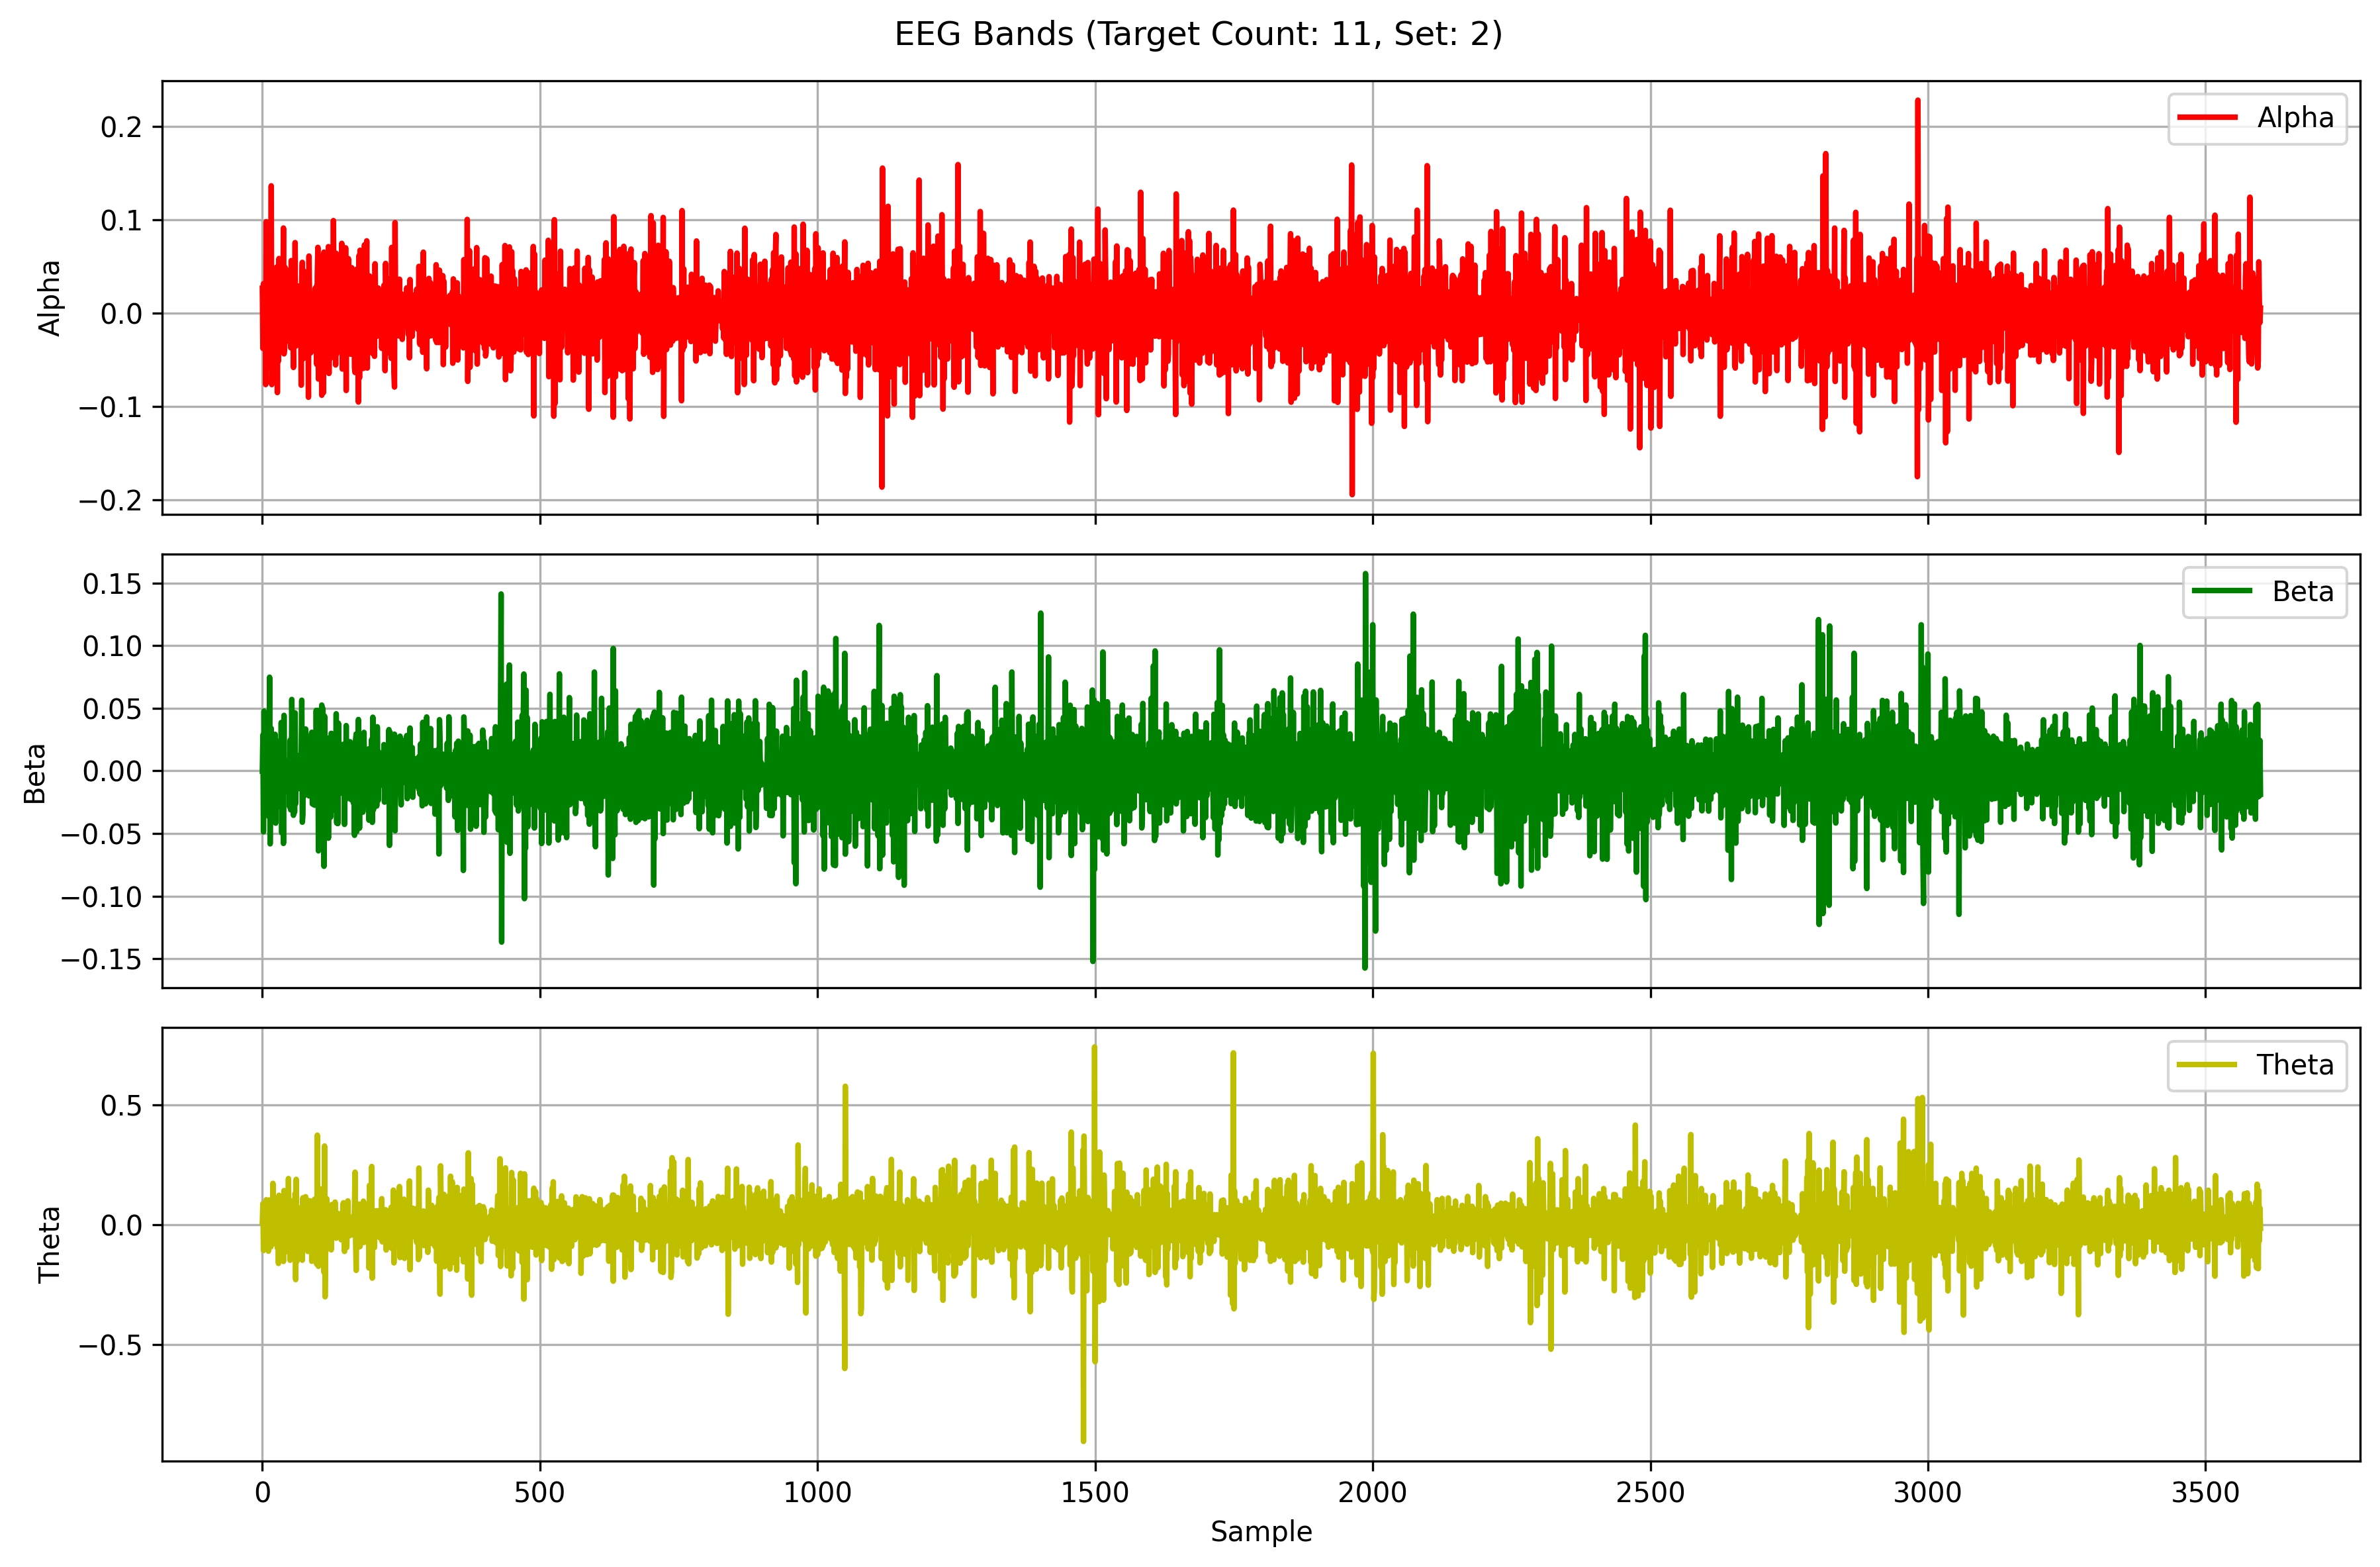 EEG Bands (Target Count: 11, Set: 2)
Alpha
0.2
0.1
0.0
−0.1
−0.2
Alpha
Beta
0.15
0.10
0.05
0.00
−0.05
−0.10
−0.15
Beta
Theta
0.5
0.0
−0.5
Theta
0 500 1000 1500 2000 2500 3000 3500
Sample